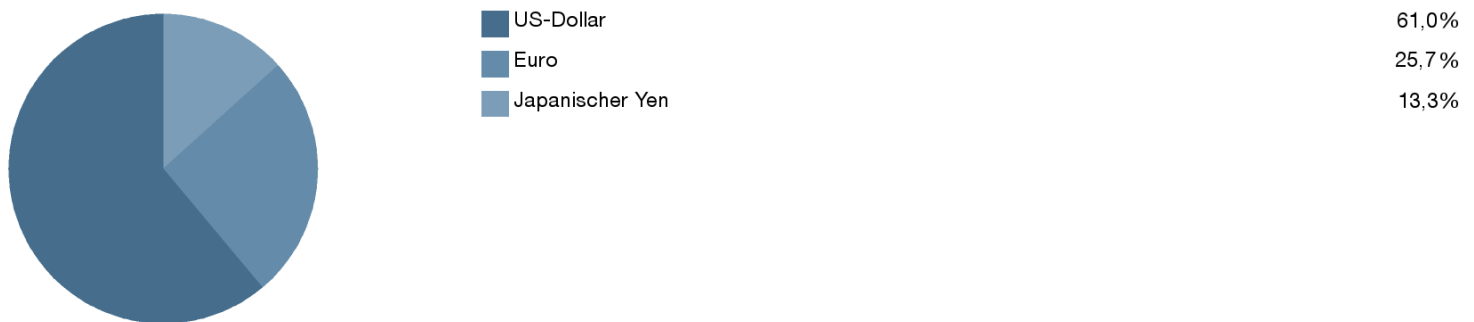 US-Dollar 61,0%
Euro 25,7%
Japanischer Yen 13,3%